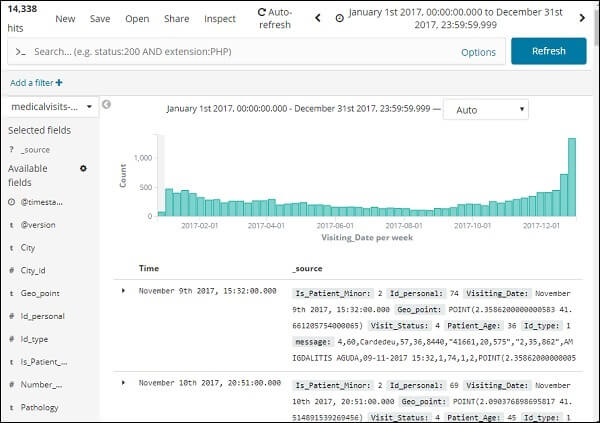 14,338
hits
New Save Open Share Inspect Auto-refresh January 1st 2017, 00:00:00.000 to December 31st 2017, 23:59:59.999
>_ Search... (e.g. status:200 AND extension:PHP) Options Refresh
Add a filter +
medicalvisits-...
January 1st 2017, 00:00:00.000 - December 31st 2017, 23:59:59.999 — Auto
Selected fields
? _source
Available fields
@timesta...
t @version
t City
# City_id
t Geo_point
# Id_personal
# Id_type
t Is_Patient_...
# Number_...
t Pathology
Count
1,000
500
0
2017-02-01 2017-04-01 2017-06-01 2017-08-01 2017-10-01 2017-12-01
Visiting_Date per week
Time _source
November 9th 2017, 15:32:00.000
Is_Patient_Minor: 2 Id_personal: 74 Visiting_Date: November
9th 2017, 15:32:00.000 Geo_point: POINT(2.3586200000000583 41.
661205754000065) Visit_Status: 4 Patient_Age: 36 Id_type: 1
message: 4,60,Cardedeu,57,36,8440,"41661,20,575","2,35,862",AM
IGDALITIS AGUDA,09-11-2017 15:32,1,74,1,2,POINT(2.35862000000005
November 10th 2017, 20:51:00.000
Is_Patient_Minor: 2 Id_personal: 69 Visiting_Date: November
10th 2017, 20:51:00.000 Geo_point: POINT(2.090376898695817 41.
514891539269456) Visit_Status: 4 Patient_Age: 45 Id_type: 1